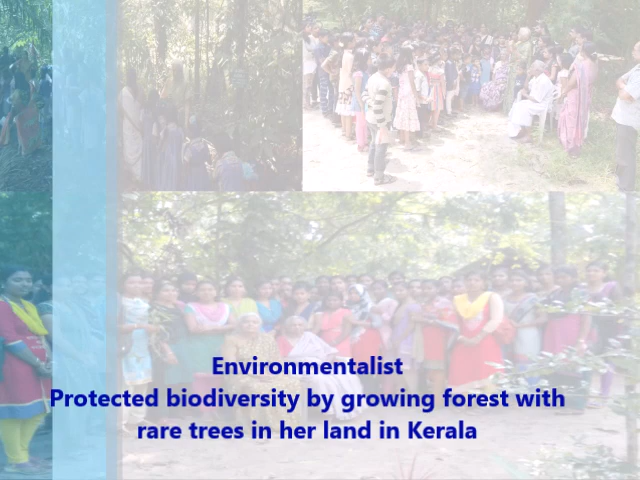 Environmentalist
Protected biodiversity by growing forest with
rare trees in her land in Kerala